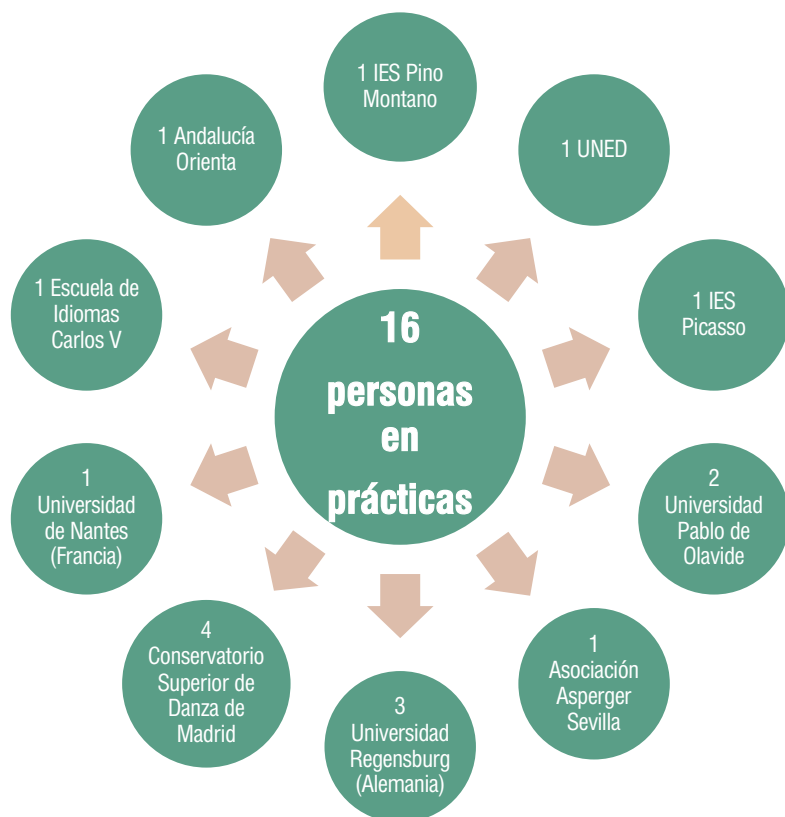 1 IES Pino
Montano
1 UNED
1 IES
Picasso
2
Universidad
Pablo de
Olavide
1
Asociación
Asperger
Sevilla
3
Universidad
Regensburg
(Alemania)
4
Conservatorio
Superior de
Danza de
Madrid
1
Universidad
de Nantes
(Francia)
1 Escuela de
Idiomas
Carlos V
1 Andalucía
Orienta
16
personas
en
prácticas